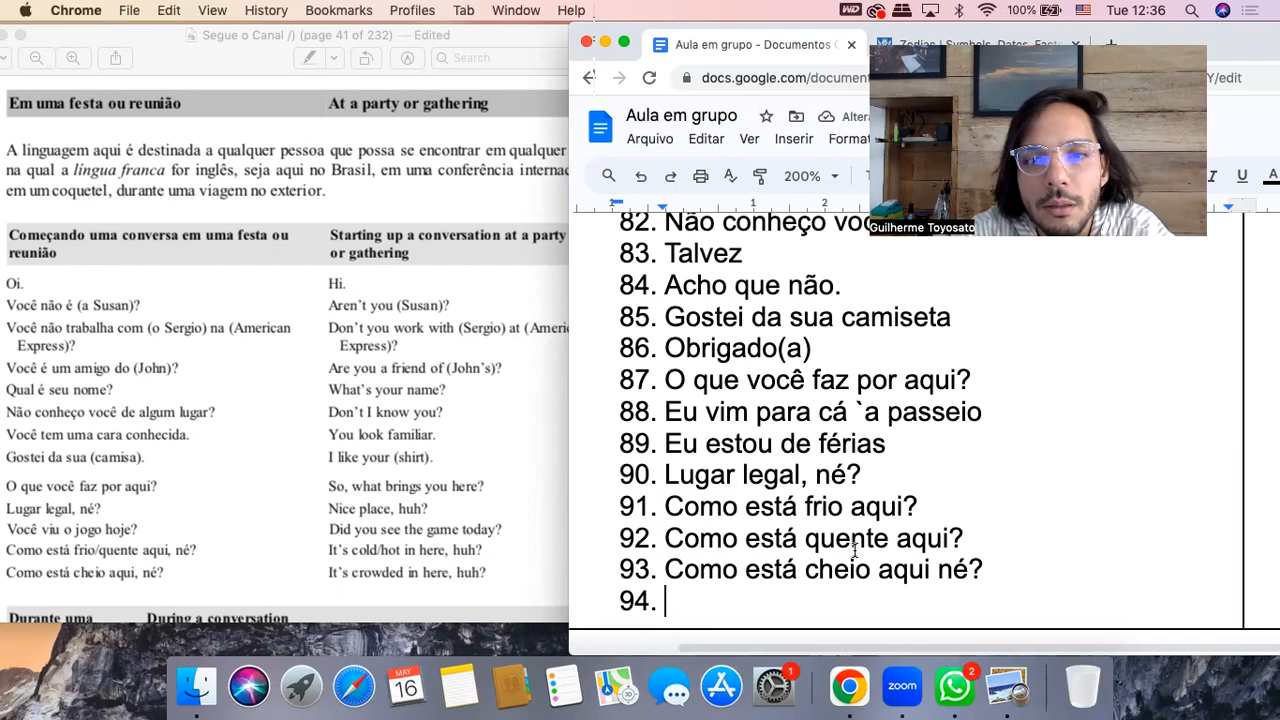 Chrome File Edit View History Bookmarks Profiles Tab Window Help
100% Tue 12:36
Segue o Canal /) (page 41 of 232) — Edited
Search
Em uma festa ou reunião At a party or gathering
A linguagem aqui é destinada a qualquer pessoa que possa se encontrar em qualquer
na qual a língua franca for inglês, seja aqui no Brasil, em uma conferência internac
em um coquetel, durante uma viagem no exterior.
Começando uma conversa em uma festa ou Starting up a conversation at a party
reunião or gathering
Oi. Hi.
Você não é (a Susan)? Aren't you (Susan)?
Você não trabalha com (o Sergio) na (American Don't you work with (Sergio) at (Ameri
Express)? Express)?
Você é um amigo do (John)? Are you a friend of (John's)?
Qual é seu nome? What's your name?
Não conheço você de algum lugar? Don't I know you?
Você tem uma cara conhecida. You look familiar.
Gostei da sua (camisa). I like your (shirt).
O que você faz por aqui? So, what brings you here?
Lugar legal, né? Nice place, huh?
Você viu o jogo hoje? Did you see the game today?
Como está frio/quente aqui, né? It's cold/hot in here, huh?
Como está cheio aqui, né? It's crowded in here, huh?
Durante uma During a conversation
Aula em grupo - Documentos
docs.google.com/document
Y/edit
Aula em grupo
Altera
Arquivo Editar Ver Inserir Format
200%
U A
1 1 2
Guilherme Toyosato
82. Não conheço voc
83. Talvez
84. Acho que não.
85. Gostei da sua camiseta
86. Obrigado(a)
87. O que você faz por aqui?
88. Eu vim para cá `a passeio
89. Eu estou de férias
90. Lugar legal, né?
91. Como está frio aqui?
92. Como está quente aqui?
93. Como está cheio aqui né?
94.
MAY
16
zoom
1
2